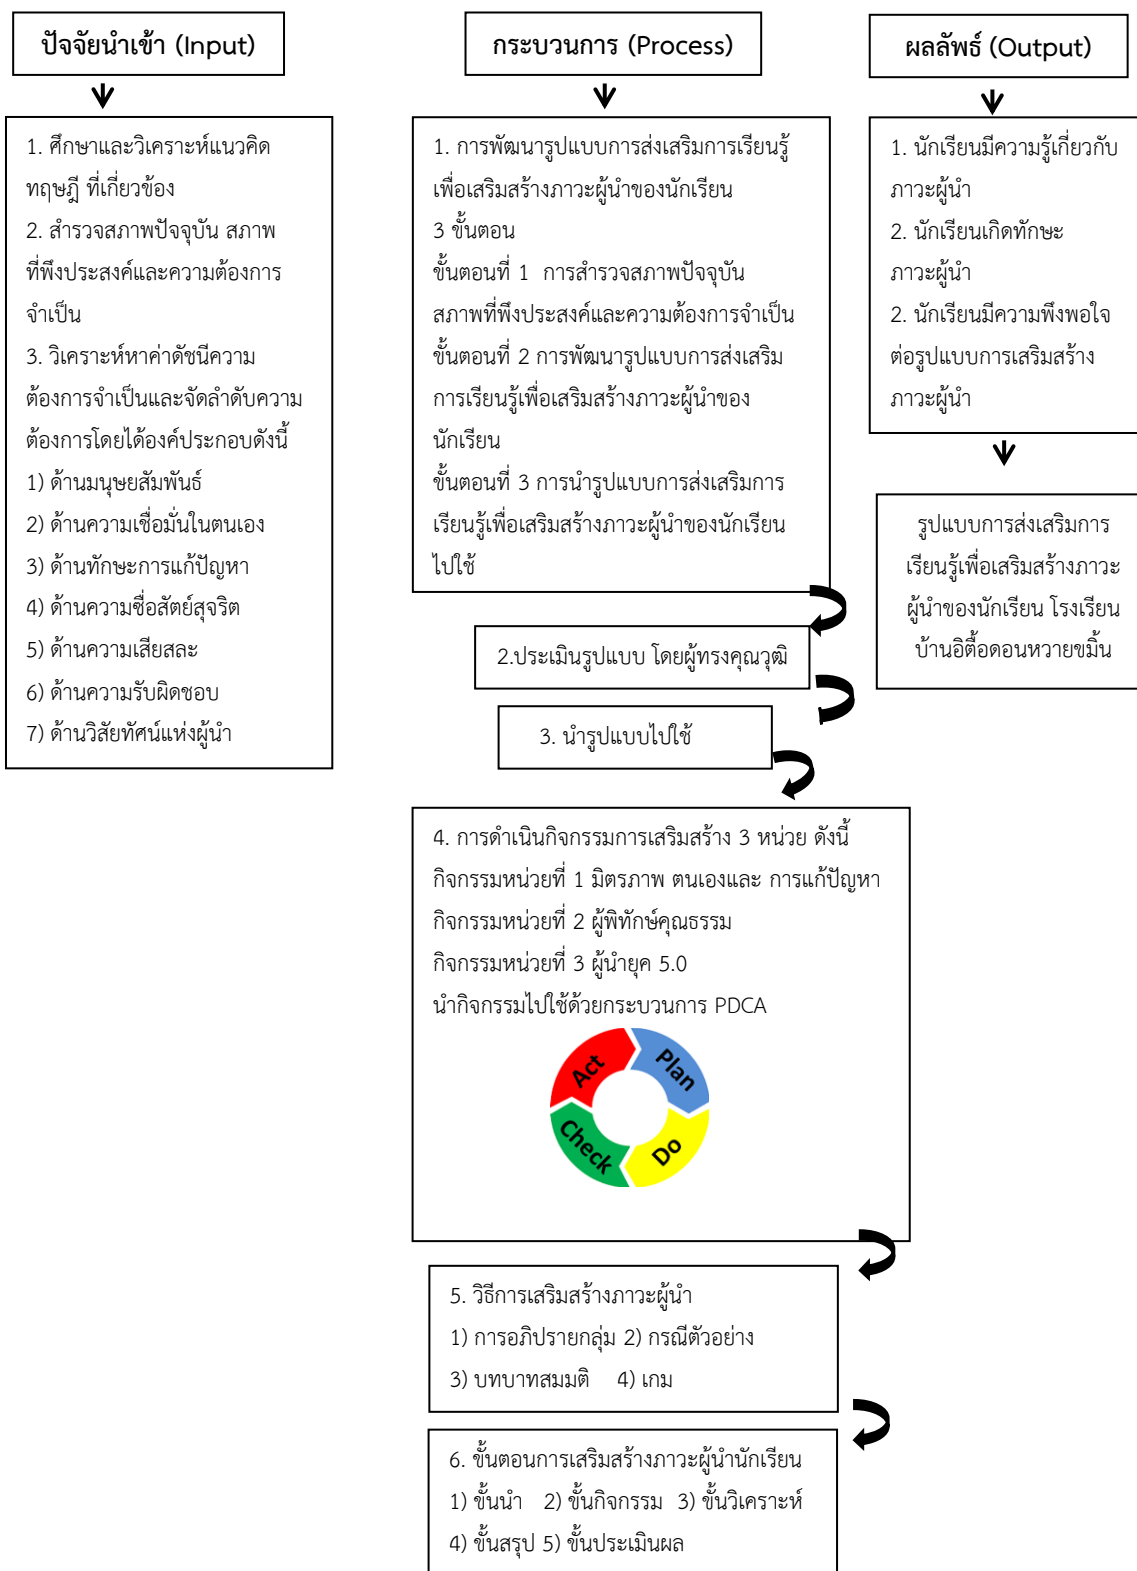 ปัจจัยนำเข้า (Input)
1. ศึกษาและวิเคราะห์แนวคิด
ทฤษฎี ที่เกี่ยวข้อง
2. สำรวจสภาพปัจจุบัน สภาพ
ที่พึงประสงค์และความต้องการ
จำเป็น
3. วิเคราะห์หาค่าดัชนีความ
ต้องการจำเป็นและจัดลำดับความ
ต้องการโดยได้องค์ประกอบดังนี้
1) ด้านมนุษยสัมพันธ์
2) ด้านความเชื่อมั่นในตนเอง
3) ด้านทักษะการแก้ปัญหา
4) ด้านความซื่อสัตย์สุจริต
5) ด้านความเสียสละ
6) ด้านความรับผิดชอบ
7) ด้านวิสัยทัศน์แห่งผู้นำ
กระบวนการ (Process)
1. การพัฒนารูปแบบการส่งเสริมการเรียนรู้
เพื่อเสริมสร้างภาวะผู้นำของนักเรียน
3 ขั้นตอน
ขั้นตอนที่ 1 การสำรวจสภาพปัจจุบัน
สภาพที่พึงประสงค์และความต้องการจำเป็น
ขั้นตอนที่ 2 การพัฒนารูปแบบการส่งเสริม
การเรียนรู้เพื่อเสริมสร้างภาวะผู้นำของ
นักเรียน
ขั้นตอนที่ 3 การนำรูปแบบการส่งเสริมการ
เรียนรู้เพื่อเสริมสร้างภาวะผู้นำของนักเรียน
ไปใช้
2.ประเมินรูปแบบ โดยผู้ทรงคุณวุฒิ
3. นำรูปแบบไปใช้
4. การดำเนินกิจกรรมการเสริมสร้าง 3 หน่วย ดังนี้
กิจกรรมหน่วยที่ 1 มิตรภาพ ตนเองและ การแก้ปัญหา
กิจกรรมหน่วยที่ 2 ผู้พิทักษ์คุณธรรม
กิจกรรมหน่วยที่ 3 ผู้นำยุค 5.0
นำกิจกรรมไปใช้ด้วยกระบวนการ PDCA
Plan
Do
Check
Act
5. วิธีการเสริมสร้างภาวะผู้นำ
1) การอภิปรายกลุ่ม 2) กรณีตัวอย่าง
3) บทบาทสมมติ 4) เกม
6. ขั้นตอนการเสริมสร้างภาวะผู้นำนักเรียน
1) ขั้นนำ 2) ขั้นกิจกรรม 3) ขั้นวิเคราะห์
4) ขั้นสรุป 5) ขั้นประเมินผล
ผลลัพธ์ (Output)
1. นักเรียนมีความรู้เกี่ยวกับ
ภาวะผู้นำ
2. นักเรียนเกิดทักษะ
ภาวะผู้นำ
2. นักเรียนมีความพึงพอใจ
ต่อรูปแบบการเสริมสร้าง
ภาวะผู้นำ
รูปแบบการส่งเสริมการ
เรียนรู้เพื่อเสริมสร้างภาวะ
ผู้นำของนักเรียน โรงเรียน
บ้านอิตื้อดอนหวายขมิ้น